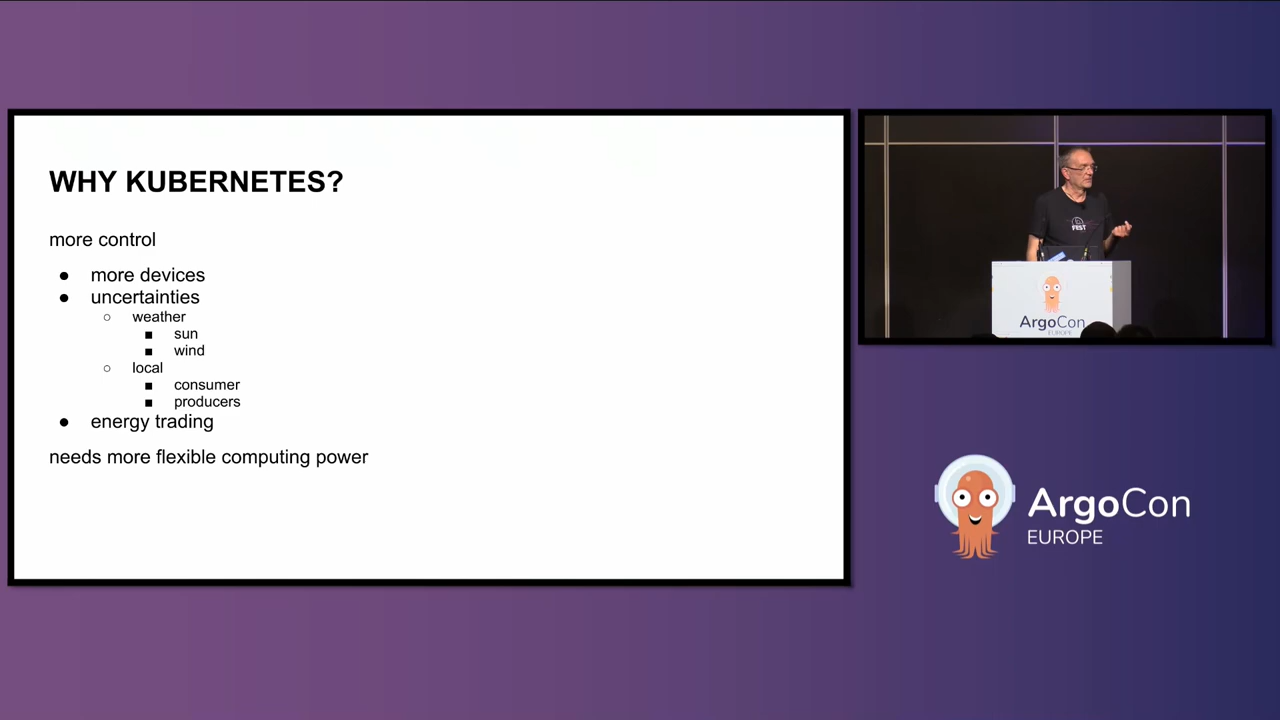 WHY KUBERNETES?
more control
● more devices
● uncertainties
○ weather
■ sun
■ wind
○ local
■ consumer
■ producers
● energy trading
needs more flexible computing power
FEST
ArgoCon
EUROPE
ArgoCon
EUROPE